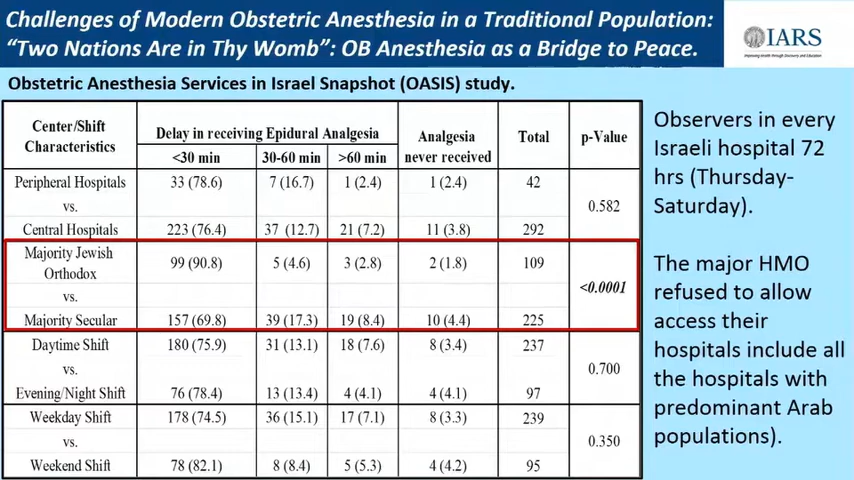 Challenges of Modern Obstetric Anesthesia in a Traditional Population:
“Two Nations Are in Thy Womb”: OB Anesthesia as a Bridge to Peace.
IARS
Improving Health through Discovery and Education
Obstetric Anesthesia Services in Israel Snapshot (OASIS) study.
Center/Shift Characteristics Delay in receiving Epidural Analgesia Analgesia never received Total p-Value
<30 min 30-60 min >60 min
Peripheral Hospitals 33 (78.6) 7 (16.7) 1 (2.4) 1 (2.4) 42
vs. 0.582
Central Hospitals 223 (76.4) 37 (12.7) 21 (7.2) 11 (3.8) 292
Majority Jewish Orthodox 99 (90.8) 5 (4.6) 3 (2.8) 2 (1.8) 109
vs. <0.0001
Majority Secular 157 (69.8) 39 (17.3) 19 (8.4) 10 (4.4) 225
Daytime Shift 180 (75.9) 31 (13.1) 18 (7.6) 8 (3.4) 237
vs. 0.700
Evening/Night Shift 76 (78.4) 13 (13.4) 4 (4.1) 4 (4.1) 97
Weekday Shift 178 (74.5) 36 (15.1) 17 (7.1) 8 (3.3) 239
vs. 0.350
Weekend Shift 78 (82.1) 8 (8.4) 5 (5.3) 4 (4.2) 95
Observers in every
Israeli hospital 72
hrs (Thursday-
Saturday).
The major HMO
refused to allow
access their
hospitals include all
the hospitals with
predominant Arab
populations).